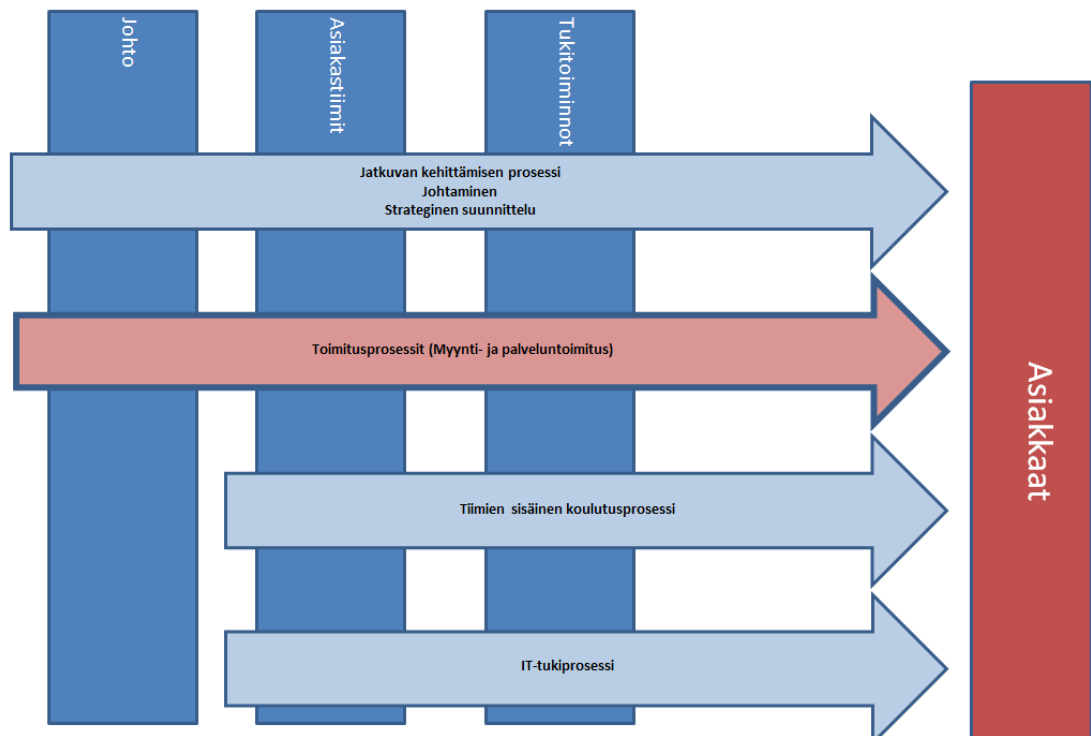 Johto
Asiakastiimit
Tukitoiminnot
Jatkuvan kehittämisen prosessi
Johtaminen
Strateginen suunnittelu
Toimitusprosessit (Myynti- ja palveluntoimitus)
Tiimien sisäinen koulutusprosessi
IT-tukiprosessi
Asiakkaat